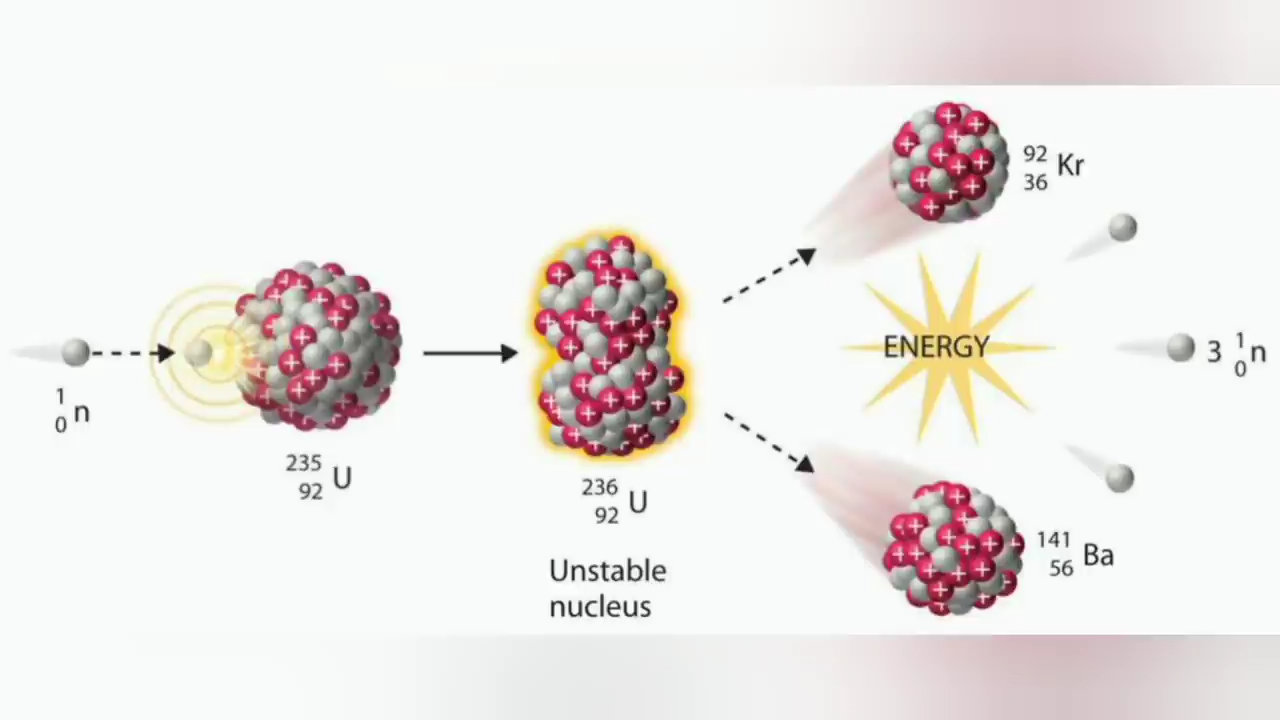 1
0 n
235
92 U
236
92 U
Unstable
nucleus
92
36 Kr
ENERGY
3 1
0 n
141
56 Ba